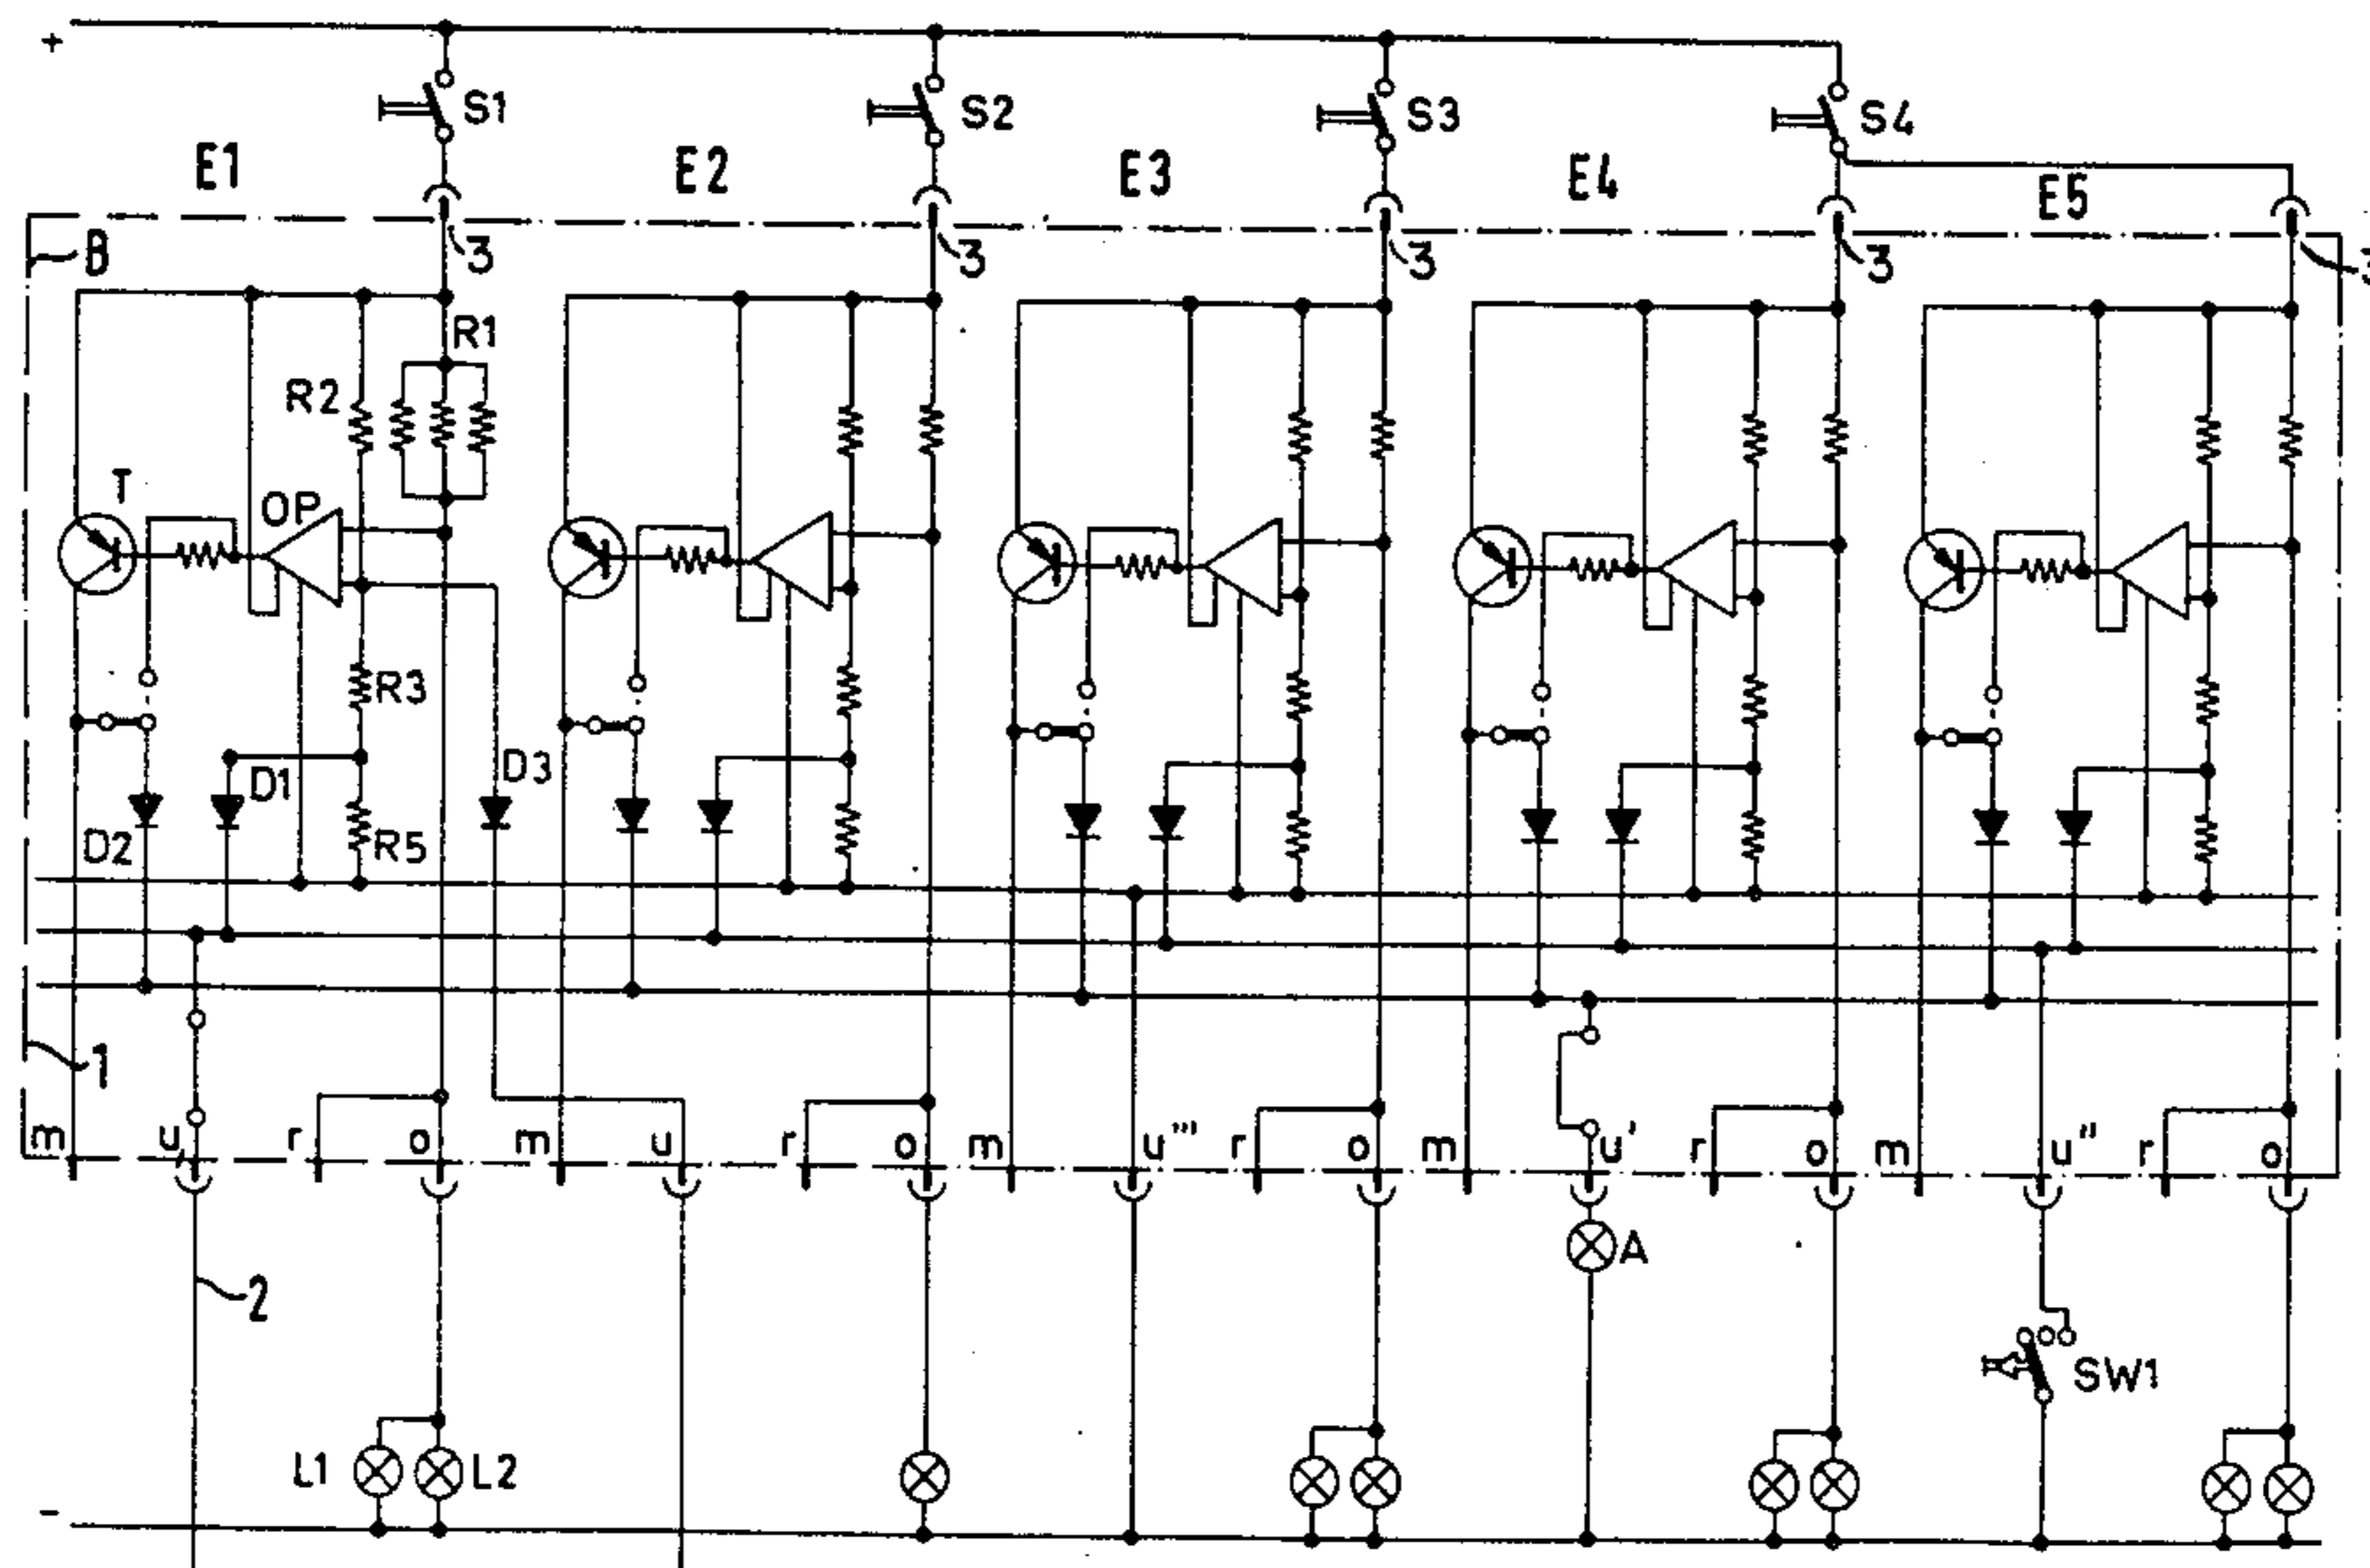 +
S1 S2 S3 S4
E1 E2 E3 E4 E5
B 3 3 3 3 3
R1
R2
T OP
R3
D1 D3
D2 R5
1
m u r o m u r o m u''' r o m u' r o m u'' r o
A
2
SW1
L1 L2
-